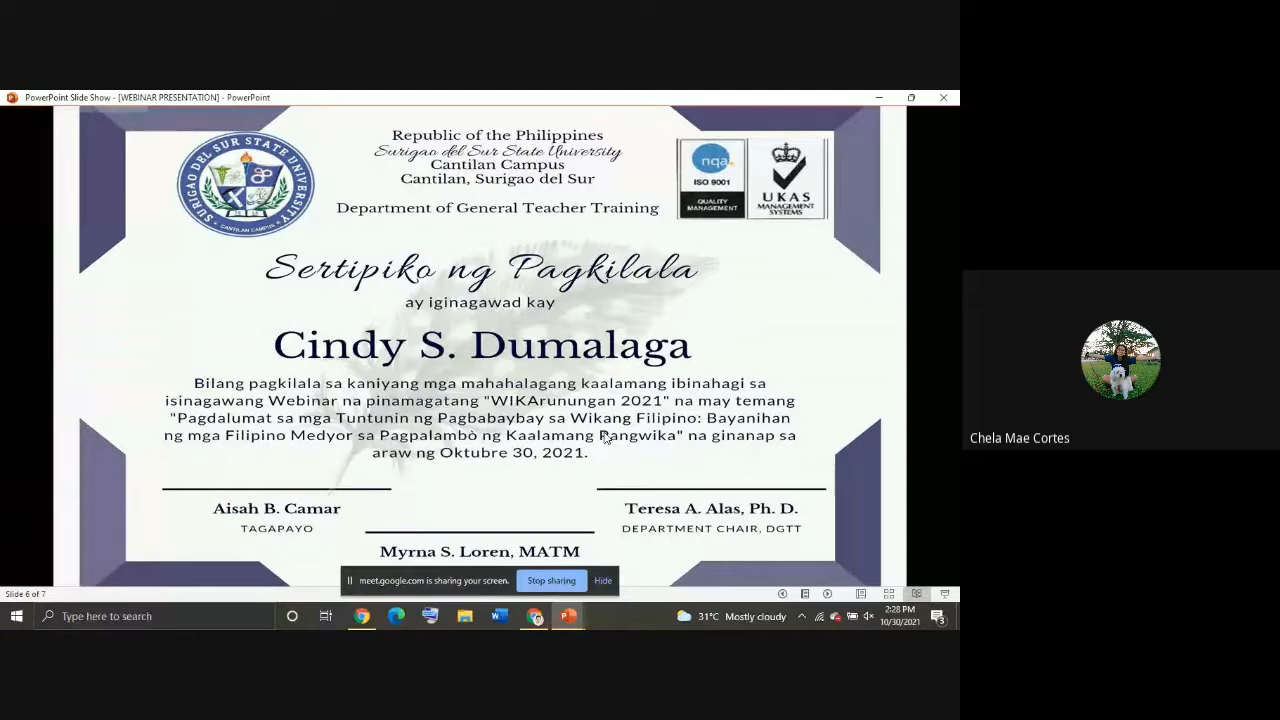 PowerPoint Slide Show - [WEBINAR PRESENTATION] - PowerPoint
Republic of the Philippines
Surigao del Sur State University
Cantilan Campus
Cantilan, Surigao del Sur
Department of General Teacher Training
SURIGAO DEL SUR STATE UNIVERSITY
CANTILAN CAMPUS
nqa.
ISO 9001
QUALITY
MANAGEMENT
UKAS
MANAGEMENT
SYSTEMS
Sertipiko ng Pagkilala
ay iginagawad kay
Cindy S. Dumalaga
Bilang pagkilala sa kaniyang mga mahahalagang kaalamang ibinahagi sa
isinagawang Webinar na pinamagatang "WIKArunungan 2021" na may temang
"Pagdalumat sa mga Tuntunin ng Pagbabaybay sa Wikang Filipino: Bayanihan
ng mga Filipino Medyor sa Pagpalambò ng Kaalamang Pangwika" na ginanap sa
araw ng Oktubre 30, 2021.
Aisah B. Camar
TAGAPAYO
Teresa A. Alas, Ph. D.
DEPARTMENT CHAIR, DGTT
Myrna S. Loren, MATM
meet.google.com is sharing your screen.
Stop sharing
Hide
Slide 6 of 7
Type here to search
31°C Mostly cloudy
2:28 PM
10/30/2021
3
Chela Mae Cortes